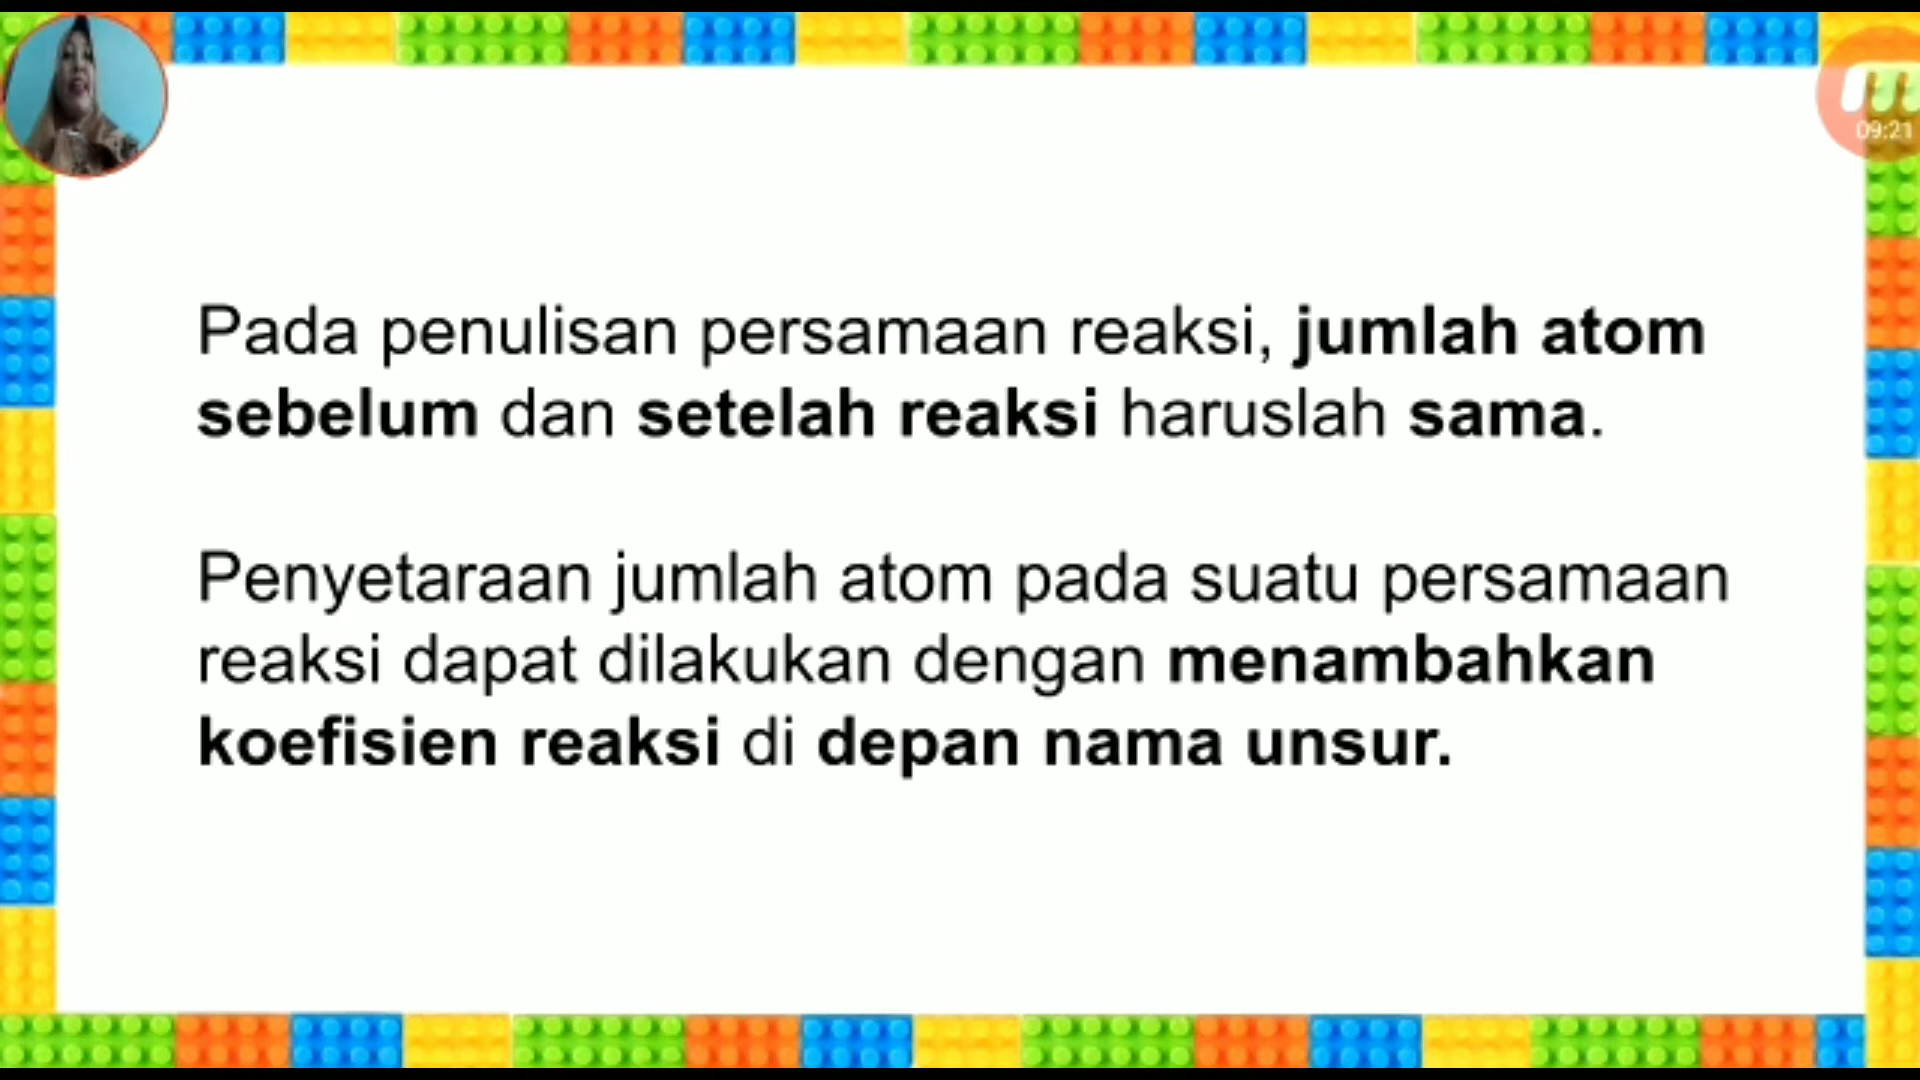 09:21
Pada penulisan persamaan reaksi, jumlah atom
sebelum dan setelah reaksi haruslah sama.
Penyetaraan jumlah atom pada suatu persamaan
reaksi dapat dilakukan dengan menambahkan
koefisien reaksi di depan nama unsur.